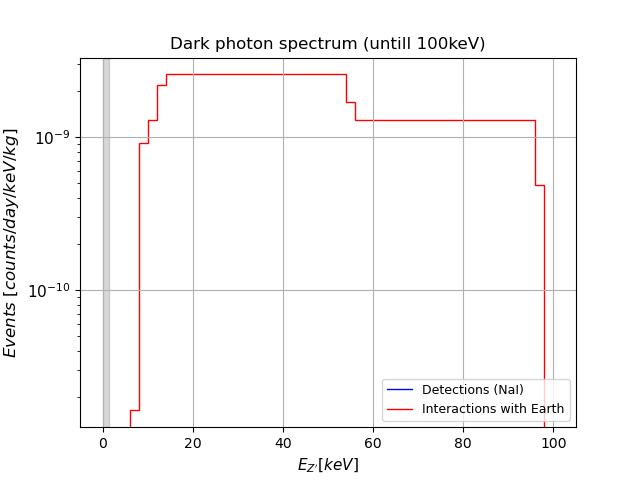 Dark photon spectrum (untill 100keV)
Events [counts/day/keV/kg]
10⁻⁹
10⁻¹⁰
0 20 40 60 80 100
E_{Z'}[keV]
Detections (NaI)
Interactions with Earth